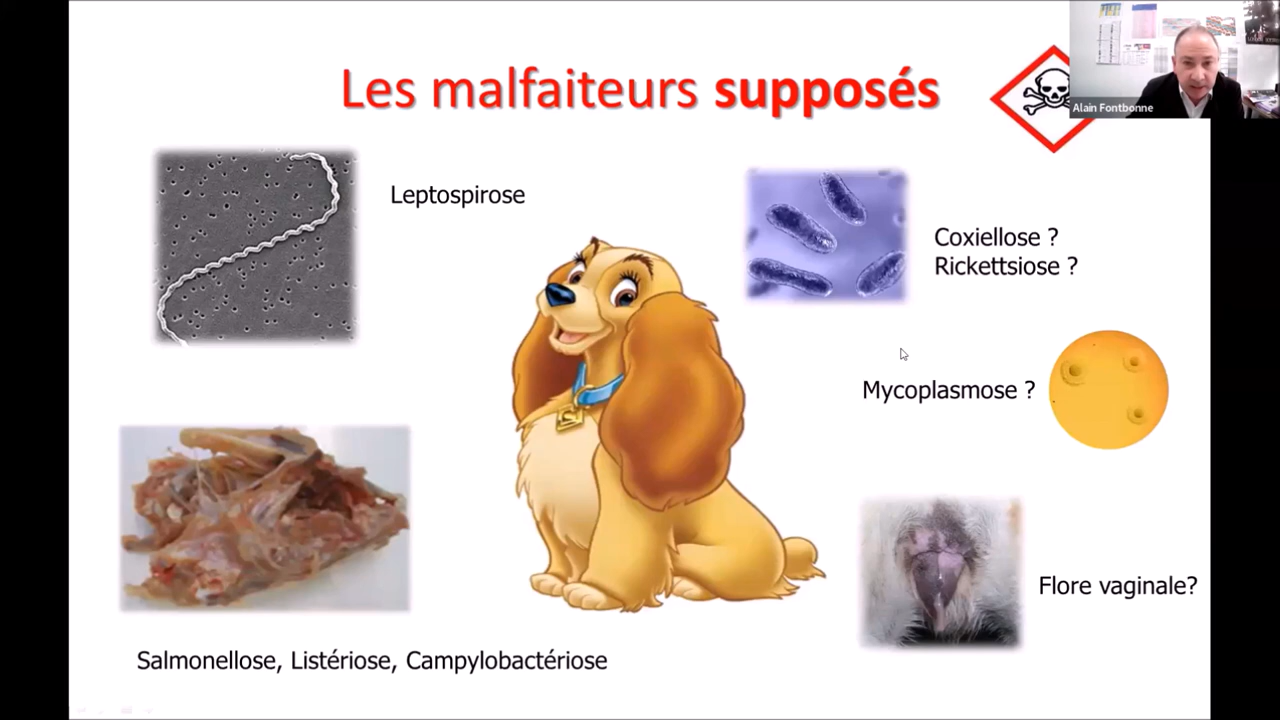 Les malfaiteurs supposés
Alain Fontbonne
Leptospirose
Coxiellose ?
Rickettsiose ?
Mycoplasmose ?
Flore vaginale?
Salmonellose, Listériose, Campylobactériose